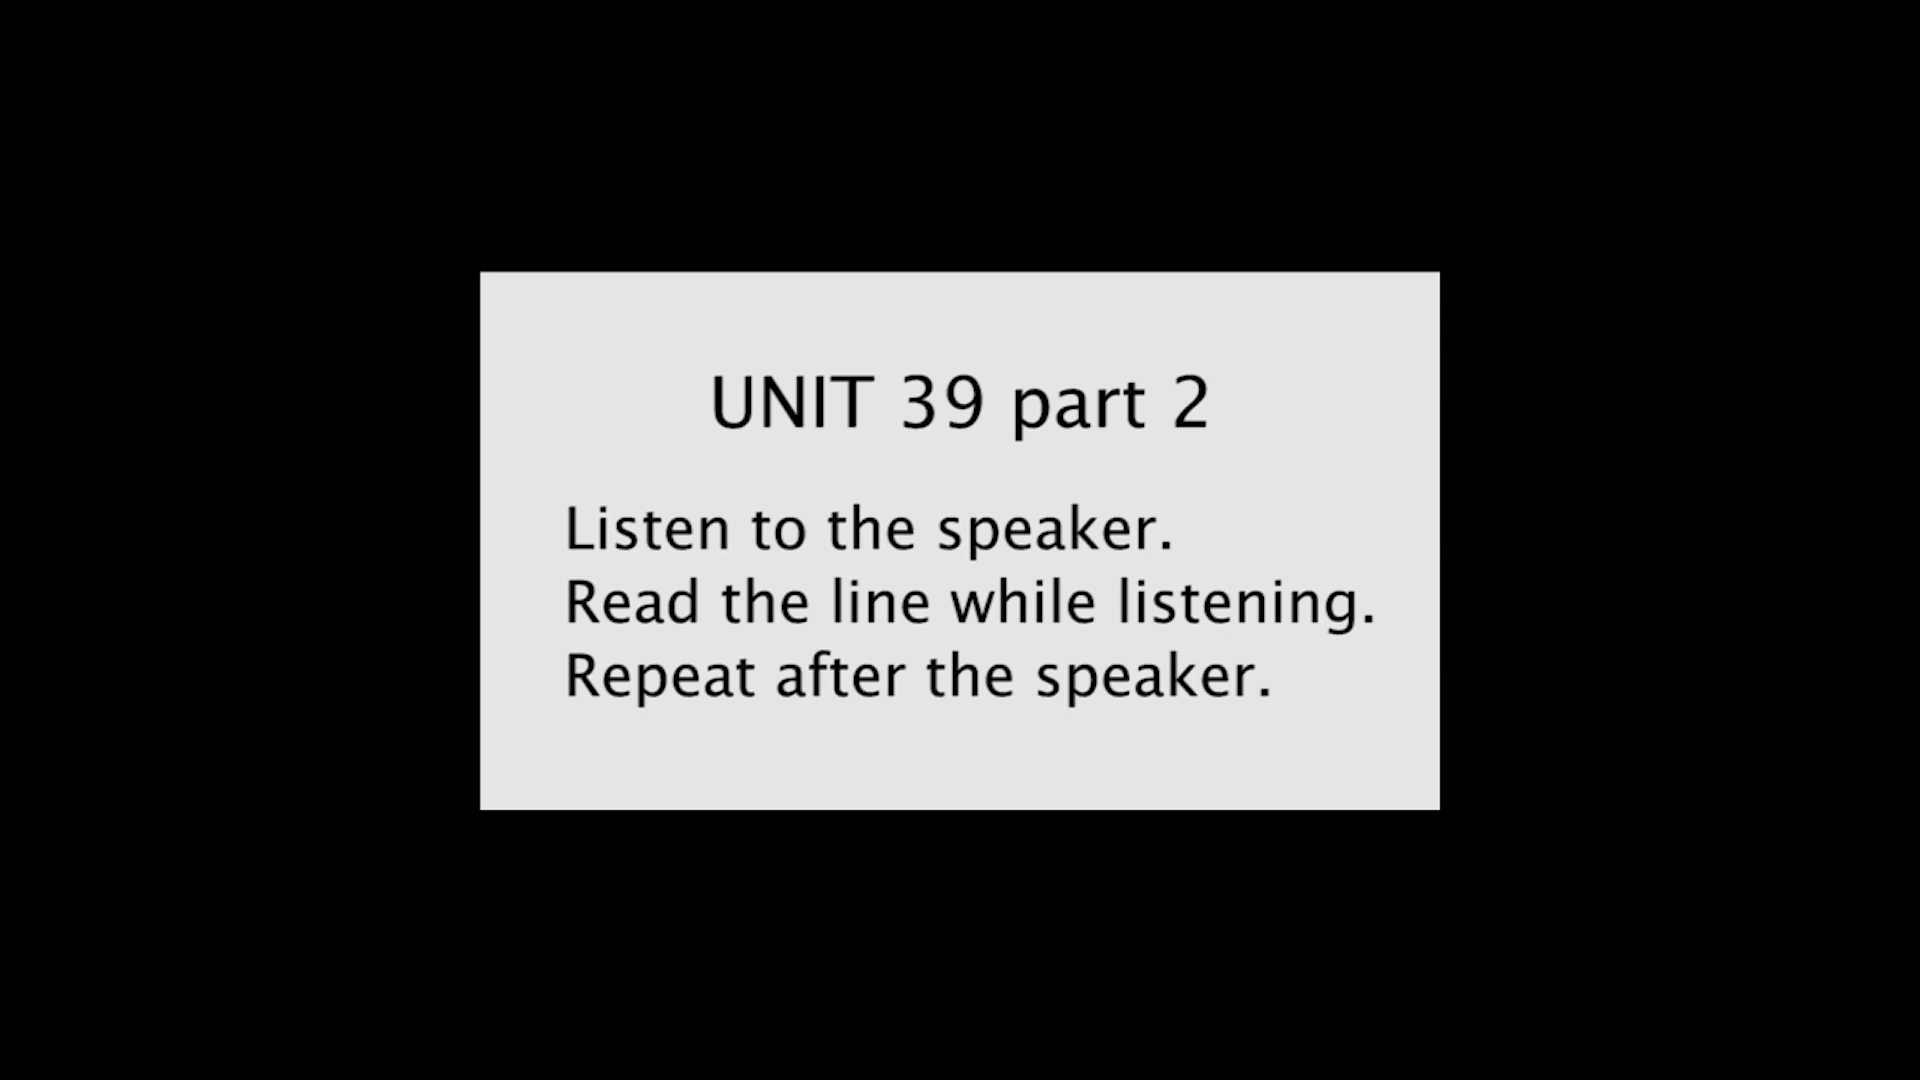 UNIT 39 part 2
Listen to the speaker.
Read the line while listening.
Repeat after the speaker.